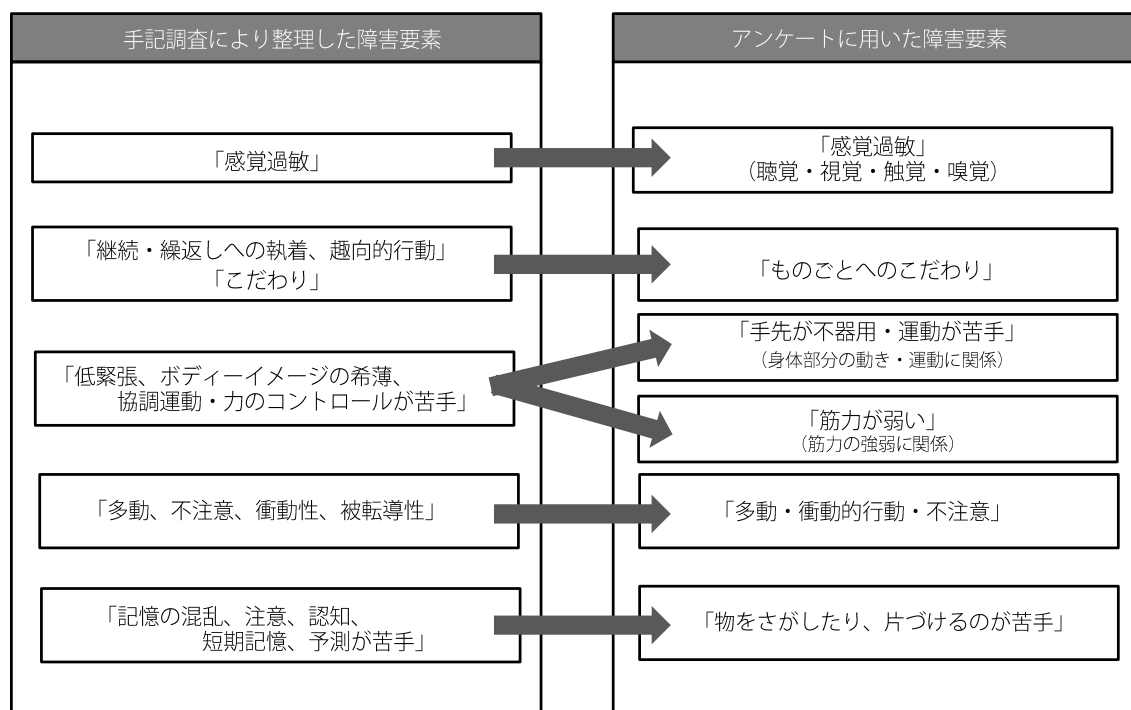 手記調査により整理した障害要素
「感覚過敏」
「継続・繰返しへの執着、趣向的行動」
「こだわり」
「低緊張、ボディーイメージの希薄、
協調運動・力のコントロールが苦手」
「多動、不注意、衝動性、被転導性」
「記憶の混乱、注意、認知、
短期記憶、予測が苦手」
アンケートに用いた障害要素
「感覚過敏」
（聴覚・視覚・触覚・嗅覚）
「ものごとへのこだわり」
「手先が不器用・運動が苦手」
（身体部分の動き・運動に関係）
「筋力が弱い」
（筋力の強弱に関係）
「多動・衝動的行動・不注意」
「物をさがしたり、片づけるのが苦手」